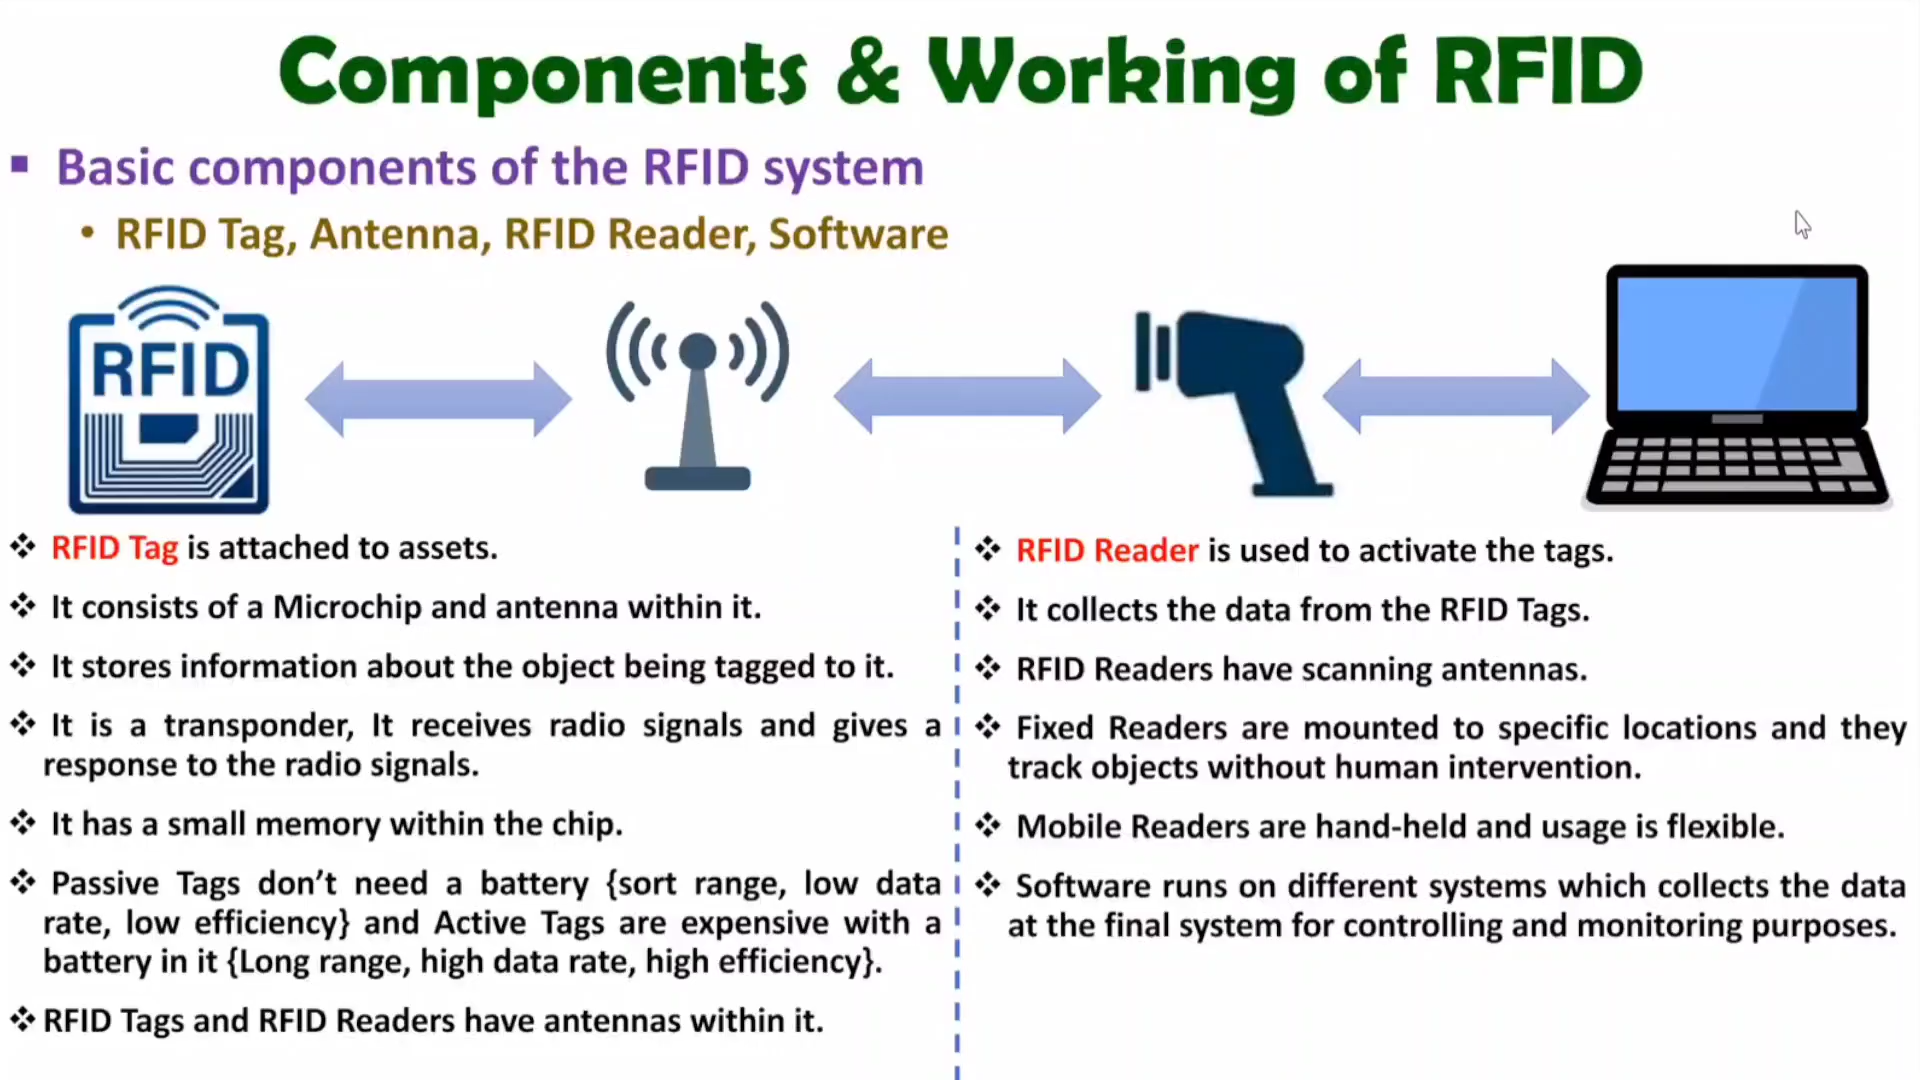 Components & Working of RFID
▪ Basic components of the RFID system
• RFID Tag, Antenna, RFID Reader, Software
RFID
❖ RFID Tag is attached to assets.
❖ It consists of a Microchip and antenna within it.
❖ It stores information about the object being tagged to it.
❖ It is a transponder, It receives radio signals and gives a
response to the radio signals.
❖ It has a small memory within the chip.
❖ Passive Tags don’t need a battery {sort range, low data
rate, low efficiency} and Active Tags are expensive with a
battery in it {Long range, high data rate, high efficiency}.
❖ RFID Tags and RFID Readers have antennas within it.
❖ RFID Reader is used to activate the tags.
❖ It collects the data from the RFID Tags.
❖ RFID Readers have scanning antennas.
❖ Fixed Readers are mounted to specific locations and they
track objects without human intervention.
❖ Mobile Readers are hand-held and usage is flexible.
❖ Software runs on different systems which collects the data
at the final system for controlling and monitoring purposes.